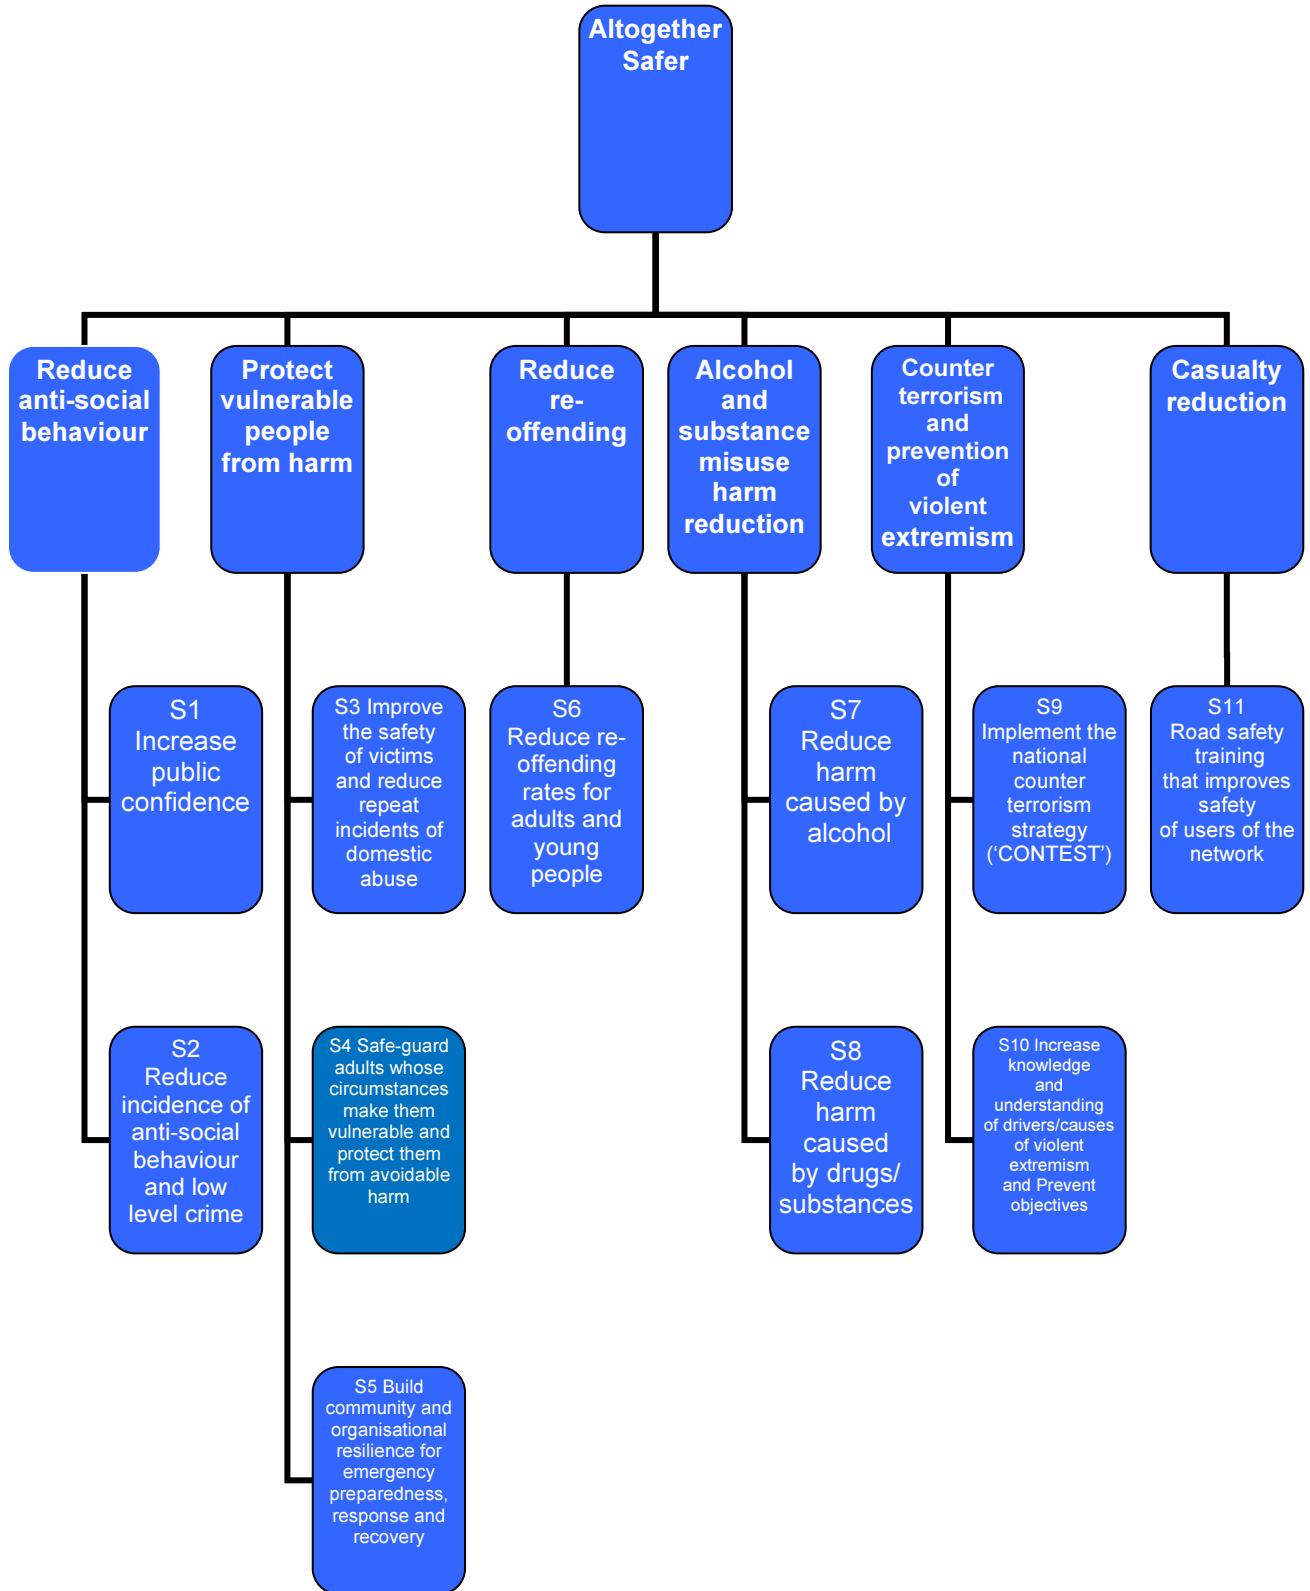 Altogether
Safer
Reduce
anti-social
behaviour
Protect
vulnerable
people
from harm
Reduce
re-
offending
Alcohol
and
substance
misuse
harm
reduction
Counter
terrorism
and
prevention
of
violent
extremism
Casualty
reduction
S1
Increase
public
confidence
S3 Improve
the safety
of victims
and reduce
repeat
incidents of
domestic
abuse
S6
Reduce re-
offending
rates for
adults and
young
people
S7
Reduce
harm
caused by
alcohol
S9
Implement the
national
counter
terrorism
strategy
(‘CONTEST’)
S11
Road safety
training
that improves
safety
of users of the
network
S2
Reduce
incidence of
anti-social
behaviour
and low
level crime
S4 Safe-guard
adults whose
circumstances
make them
vulnerable and
protect them
from avoidable
harm
S8
Reduce
harm
caused
by drugs/
substances
S10 Increase
knowledge
and
understanding
of drivers/causes
of violent
extremism
and Prevent
objectives
S5 Build
community and
organisational
resilience for
emergency
preparedness,
response and
recovery